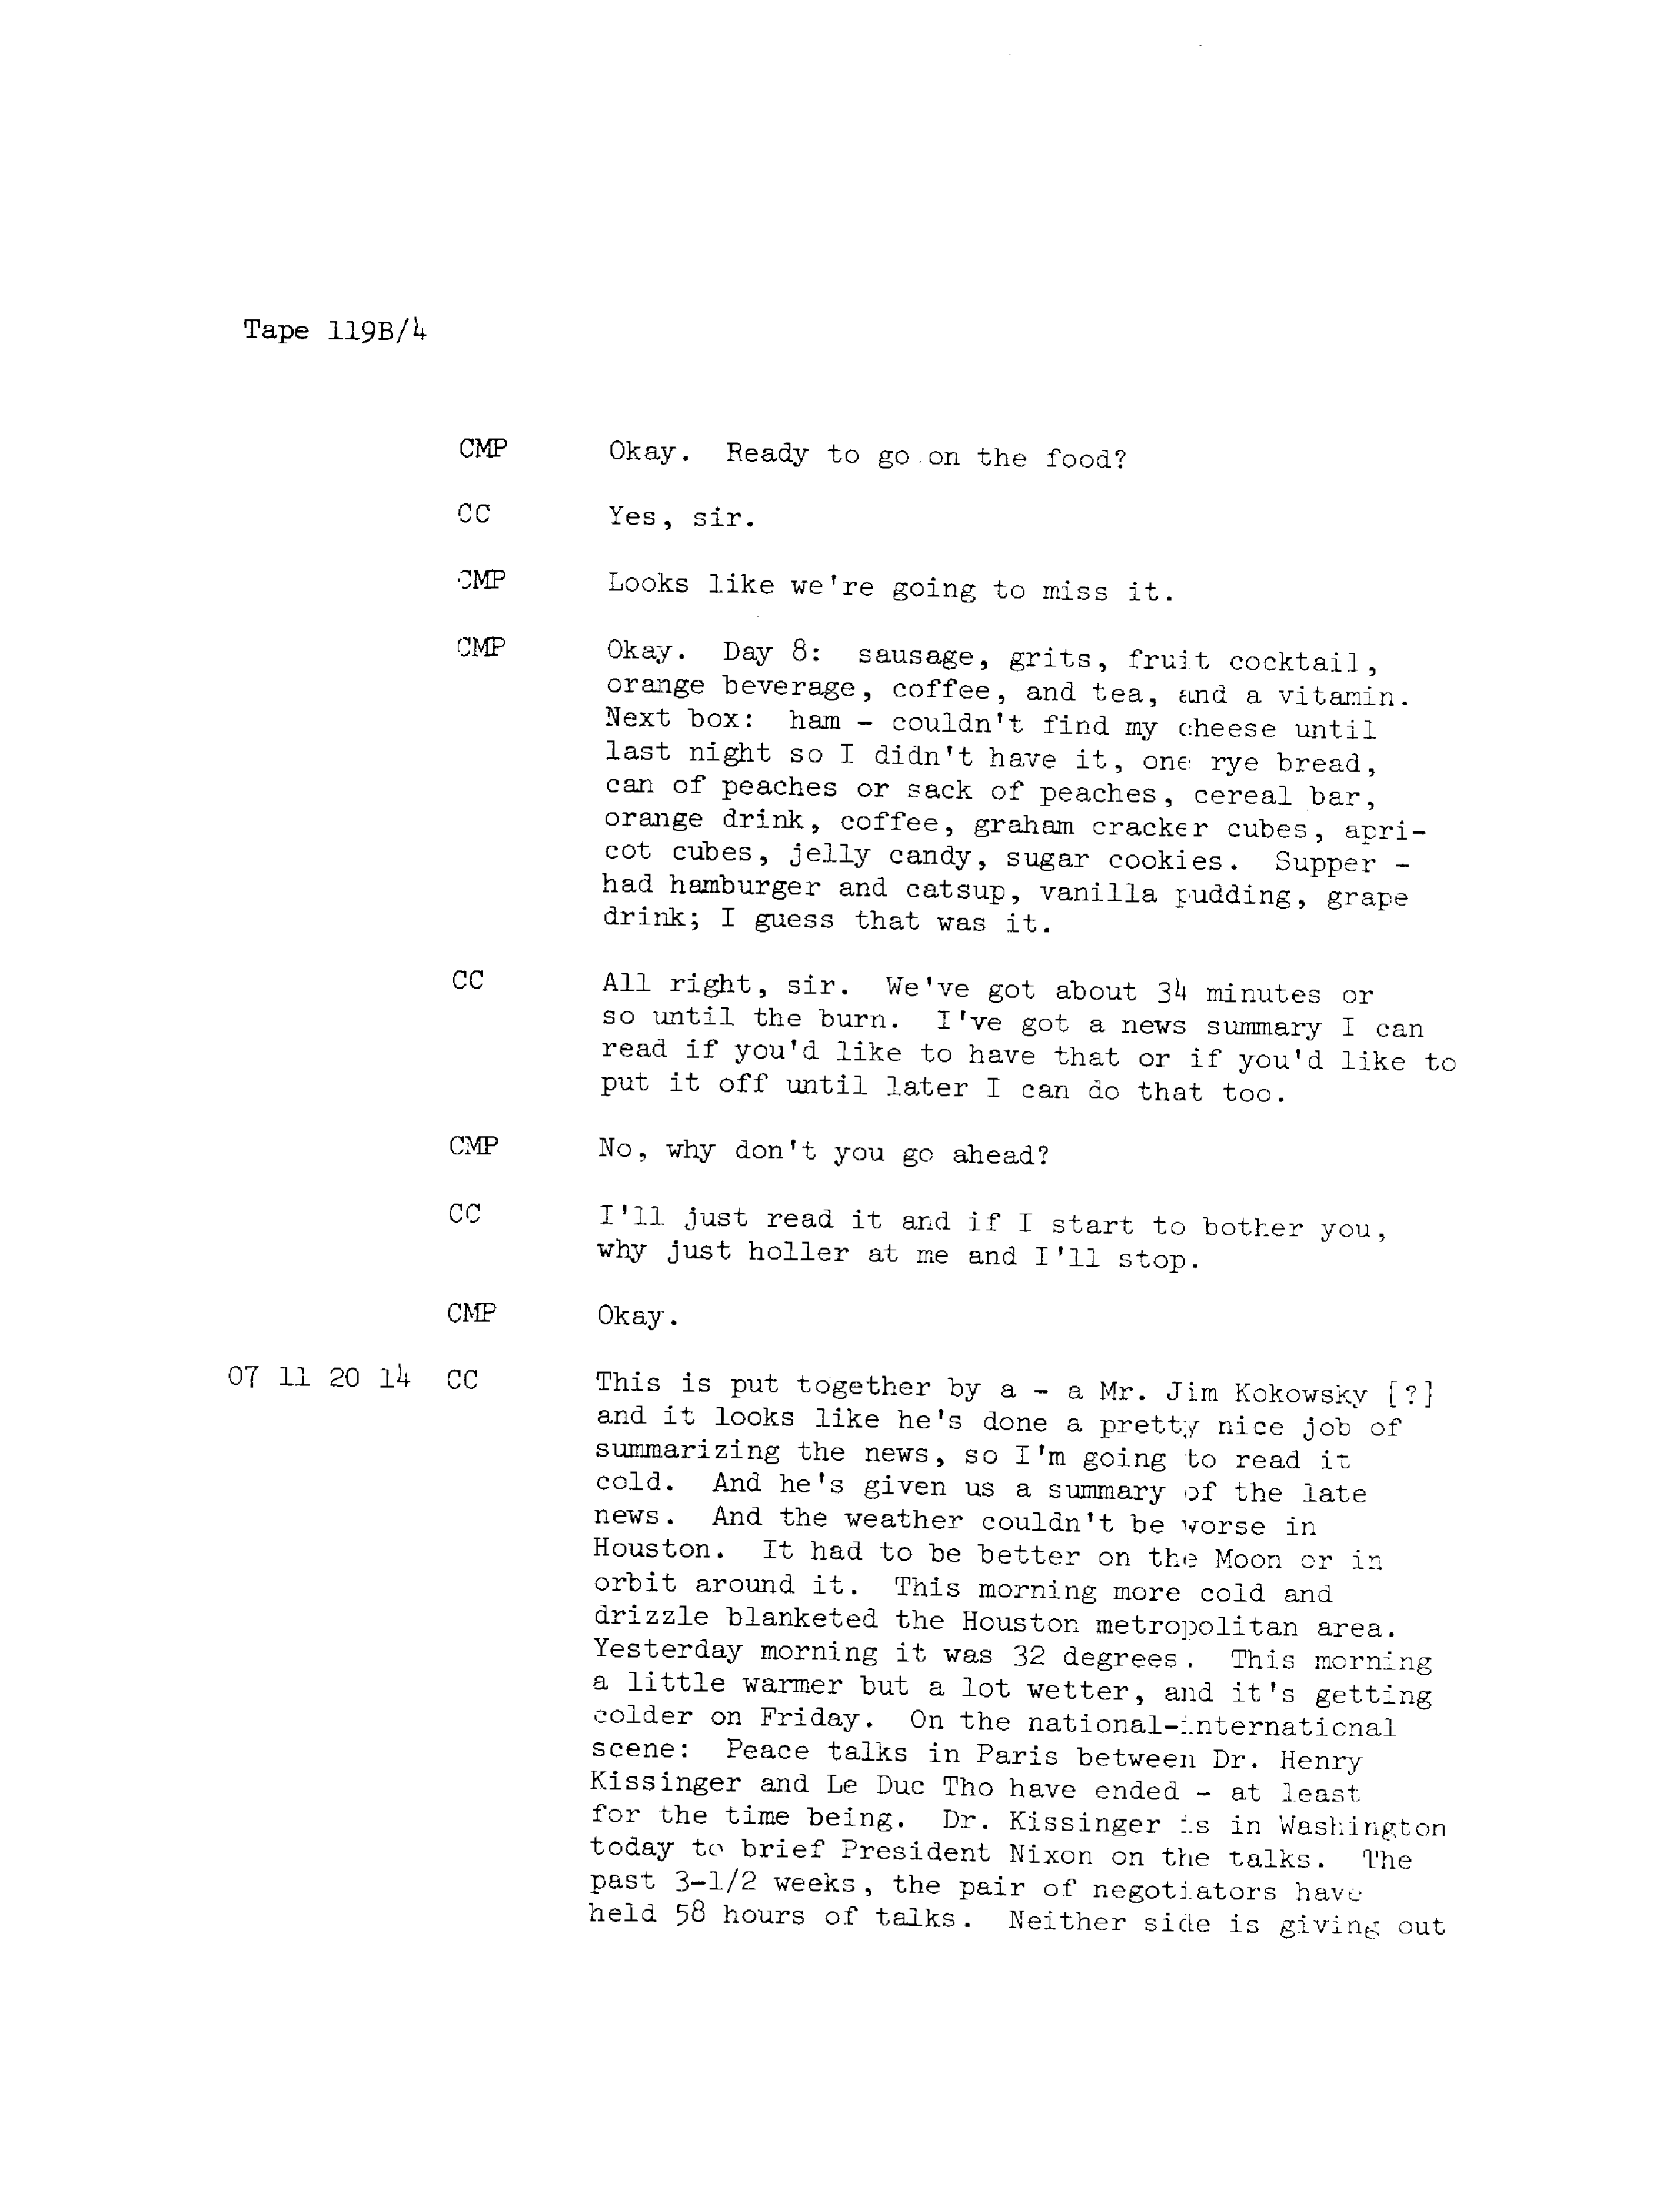 Tape 119B/4
CMP Okay. Ready to go on the food?
CC Yes, sir.
CMP Looks like we're going to miss it.
CMP Okay. Day 8: sausage, grits, fruit cocktail,
orange beverage, coffee, and tea, and a vitamin.
Next box: ham - couldn't find my cheese until
last night so I didn't have it, one rye bread,
can of peaches or sack of peaches, cereal bar,
orange drink, coffee, graham cracker cubes, apri-
cot cubes, jelly candy, sugar cookies. Supper -
had hamburger and catsup, vanilla pudding, grape
drink; I guess that was it.
CC All right, sir. We've got about 34 minutes or
so until the burn. I've got a news summary I can
read if you'd like to have that or if you'd like to
put it off until later I can do that too.
CMP No, why don't you go ahead?
CC I'll just read it and if I start to bother you,
why just holler at me and I'll stop.
CMP Okay.
07 11 20 14 CC This is put together by a - a Mr. Jim Kokowsky [?]
and it looks like he's done a pretty nice job of
summarizing the news, so I'm going to read it
cold. And he's given us a summary of the late
news. And the weather couldn't be worse in
Houston. It had to be better on the Moon or in
orbit around it. This morning more cold and
drizzle blanketed the Houston metropolitan area.
Yesterday morning it was 32 degrees. This morning
a little warmer but a lot wetter, and it's getting
colder on Friday. On the national-international
scene: Peace talks in Paris between Dr. Henry
Kissinger and Le Duc Tho have ended - at least
for the time being. Dr. Kissinger is in Washington
today to brief President Nixon on the talks. The
past 3-1/2 weeks, the pair of negotiators have
held 58 hours of talks. Neither side is giving out